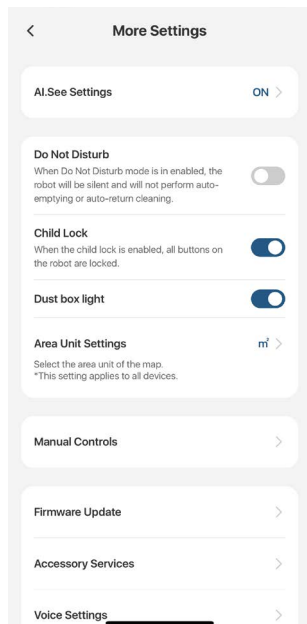 More Settings
AI.See Settings
ON
Do Not Disturb
When Do Not Disturb mode is in enabled, the
robot will be silent and will not perform auto-
emptying or auto-return cleaning.
Child Lock
When the child lock is enabled, all buttons on
the robot are locked.
Dust box light
Area Unit Settings
m²
Select the area unit of the map.
*This setting applies to all devices.
Manual Controls
Firmware Update
Accessory Services
Voice Settings